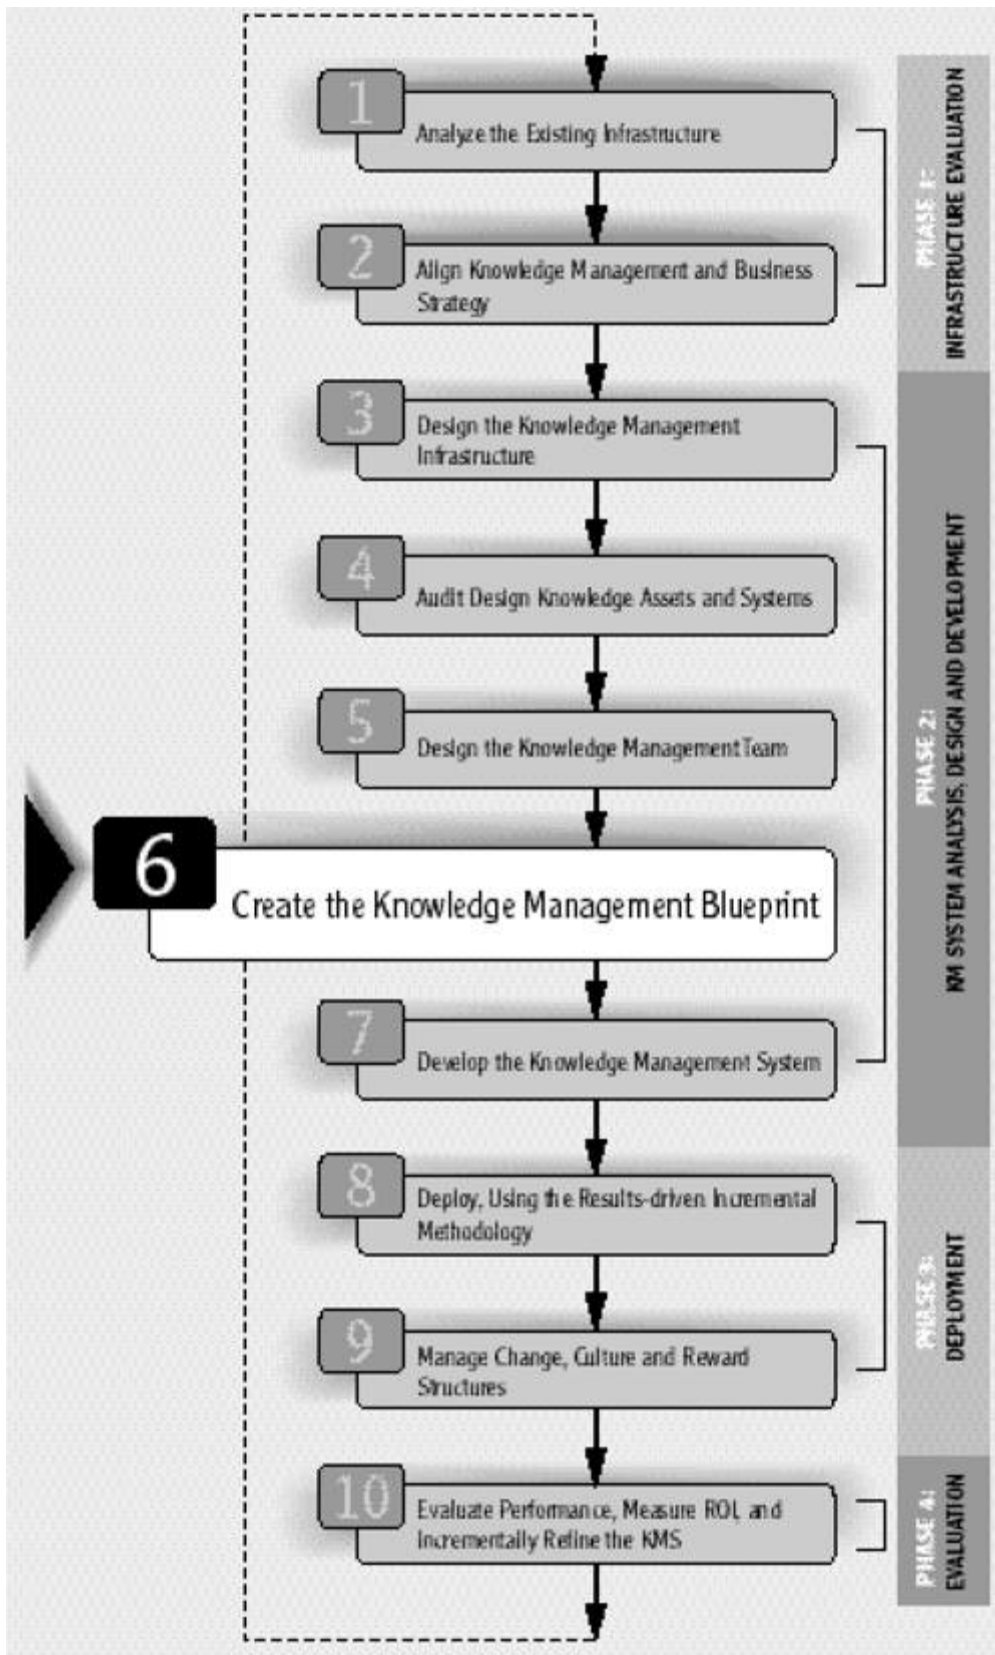 1
Analyze the Existing Infrastructure
2
Align Knowledge Management and Business
Strategy
3
Design the Knowledge Management
Infrastructure
4
Audit Design Knowledge Assets and Systems
5
Design the Knowledge Management Team
6
Create the Knowledge Management Blueprint
7
Develop the Knowledge Management System
8
Deploy, Using the Results-driven Incremental
Methodology
9
Manage Change, Culture and Reward
Structures
10
Evaluate Performance, Measure ROI, and
Incrementally Refine the KMS
PHASE 1:
INFRASTRUCTURE EVALUATION
PHASE 2:
KM SYSTEM ANALYSIS, DESIGN AND DEVELOPMENT
PHASE 3:
DEPLOYMENT
PHASE 4:
EVALUATION